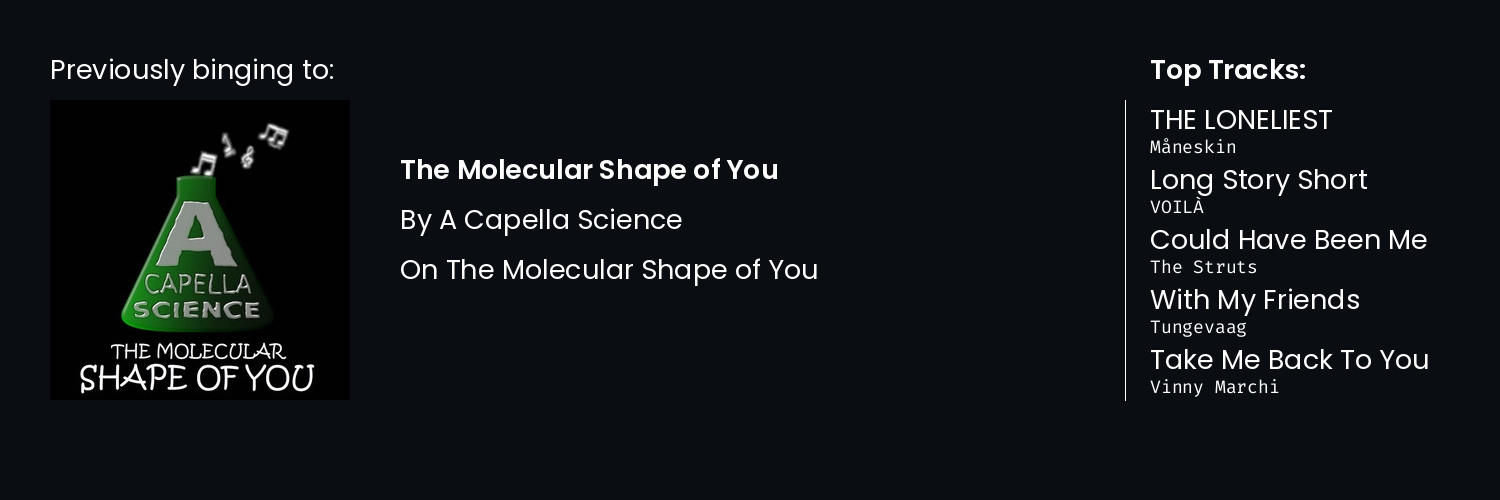 Previously binging to:
A
CAPELLA
SCIENCE
THE MOLECULAR
SHAPE OF YOU
The Molecular Shape of You
By A Capella Science
On The Molecular Shape of You
Top Tracks:
THE LONELIEST
Måneskin
Long Story Short
VOILÀ
Could Have Been Me
The Struts
With My Friends
Tungevaag
Take Me Back To You
Vinny Marchi